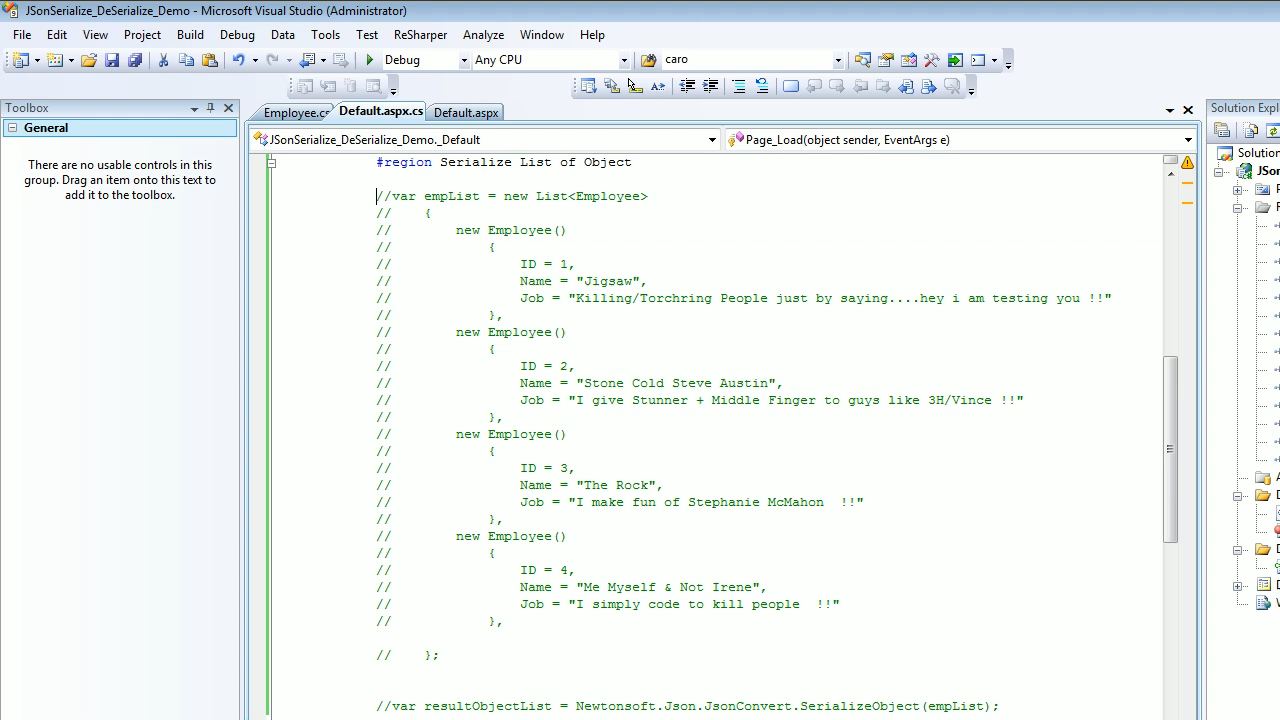 JSonSerialize_DeSerialize_Demo - Microsoft Visual Studio (Administrator)
File Edit View Project Build Debug Data Tools Test ReSharper Analyze Window Help
Debug Any CPU caro
Toolbox
General
There are no usable controls in this
group. Drag an item onto this text to
add it to the toolbox.
Employee.cs Default.aspx.cs Default.aspx
JSonSerialize_DeSerialize_Demo._Default Page_Load(object sender, EventArgs e)
#region Serialize List of Object
//var empList = new List<Employee>
//    {
//        new Employee()
//            {
//                ID = 1,
//                Name = "Jigsaw",
//                Job = "Killing/Torchring People just by saying....hey i am testing you !!"
//            },
//        new Employee()
//            {
//                ID = 2,
//                Name = "Stone Cold Steve Austin",
//                Job = "I give Stunner + Middle Finger to guys like 3H/Vince !!"
//            },
//        new Employee()
//            {
//                ID = 3,
//                Name = "The Rock",
//                Job = "I make fun of Stephanie McMahon  !!"
//            },
//        new Employee()
//            {
//                ID = 4,
//                Name = "Me Myself & Not Irene",
//                Job = "I simply code to kill people  !!"
//            },
//    };
//var resultObjectList = Newtonsoft.Json.JsonConvert.SerializeObject(empList);
Solution Explo
Solutio
JSo